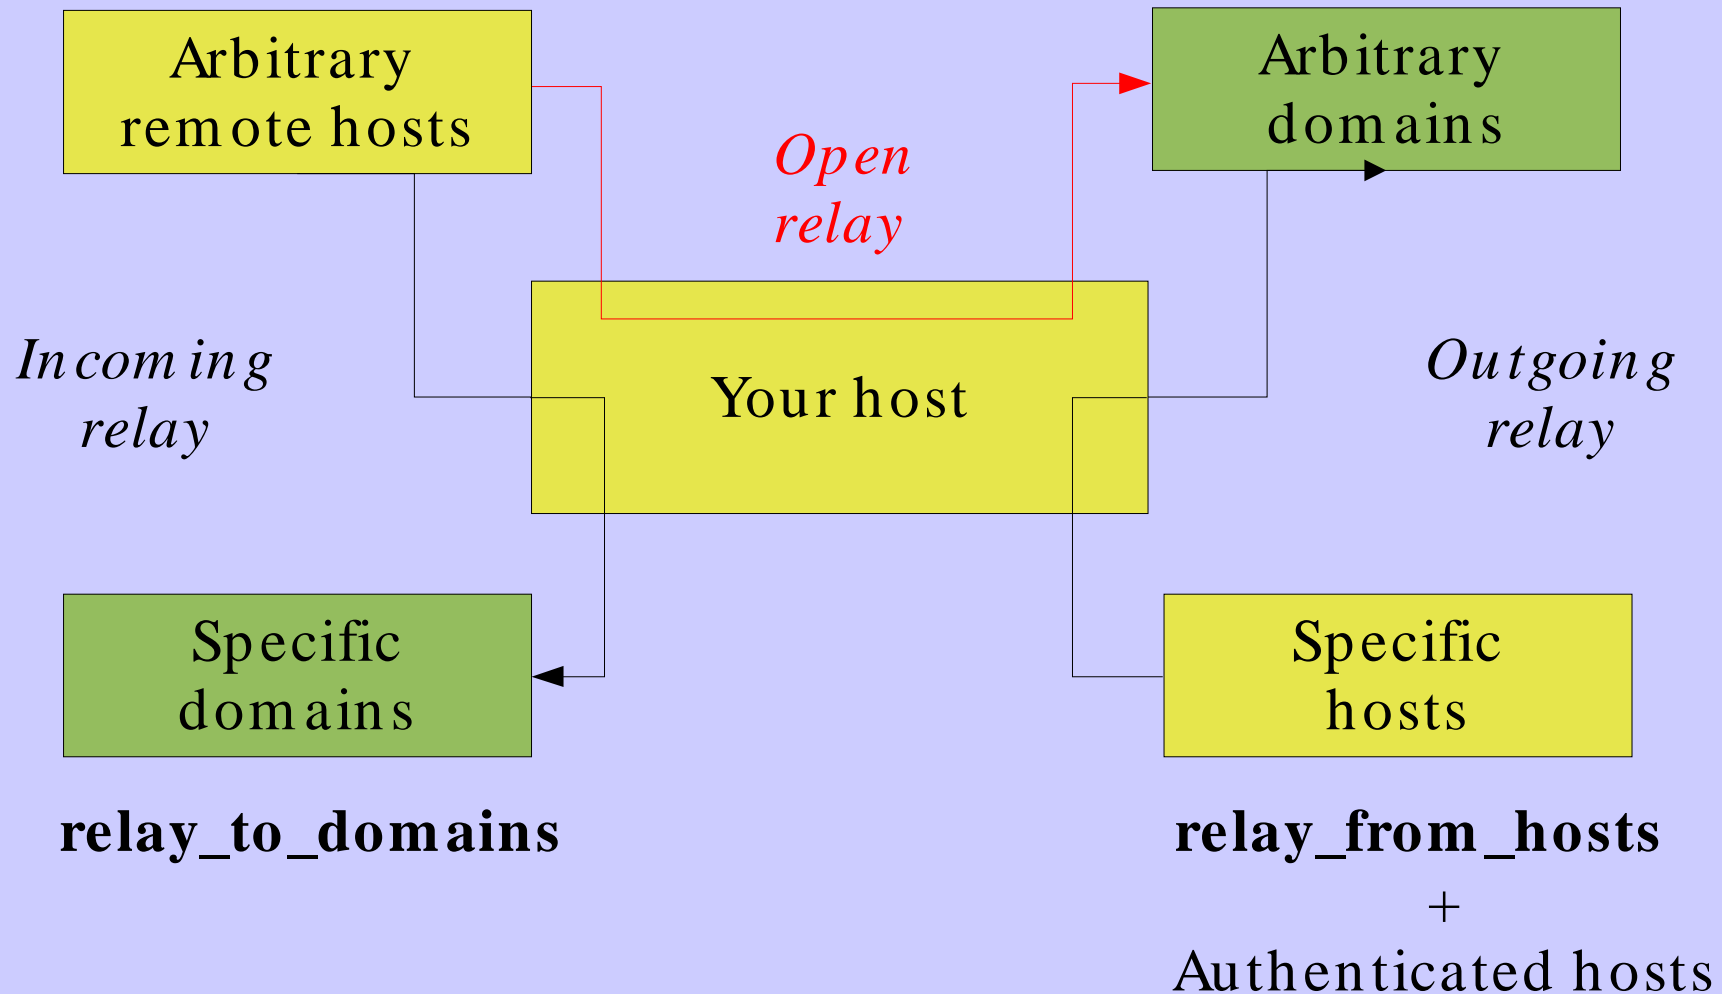 Arbitrary
remote hosts
Arbitrary
domains
Open
relay
Incoming
relay
Your host
Outgoing
relay
Specific
domains
Specific
hosts
relay_to_domains
relay_from_hosts
+
Authenticated hosts